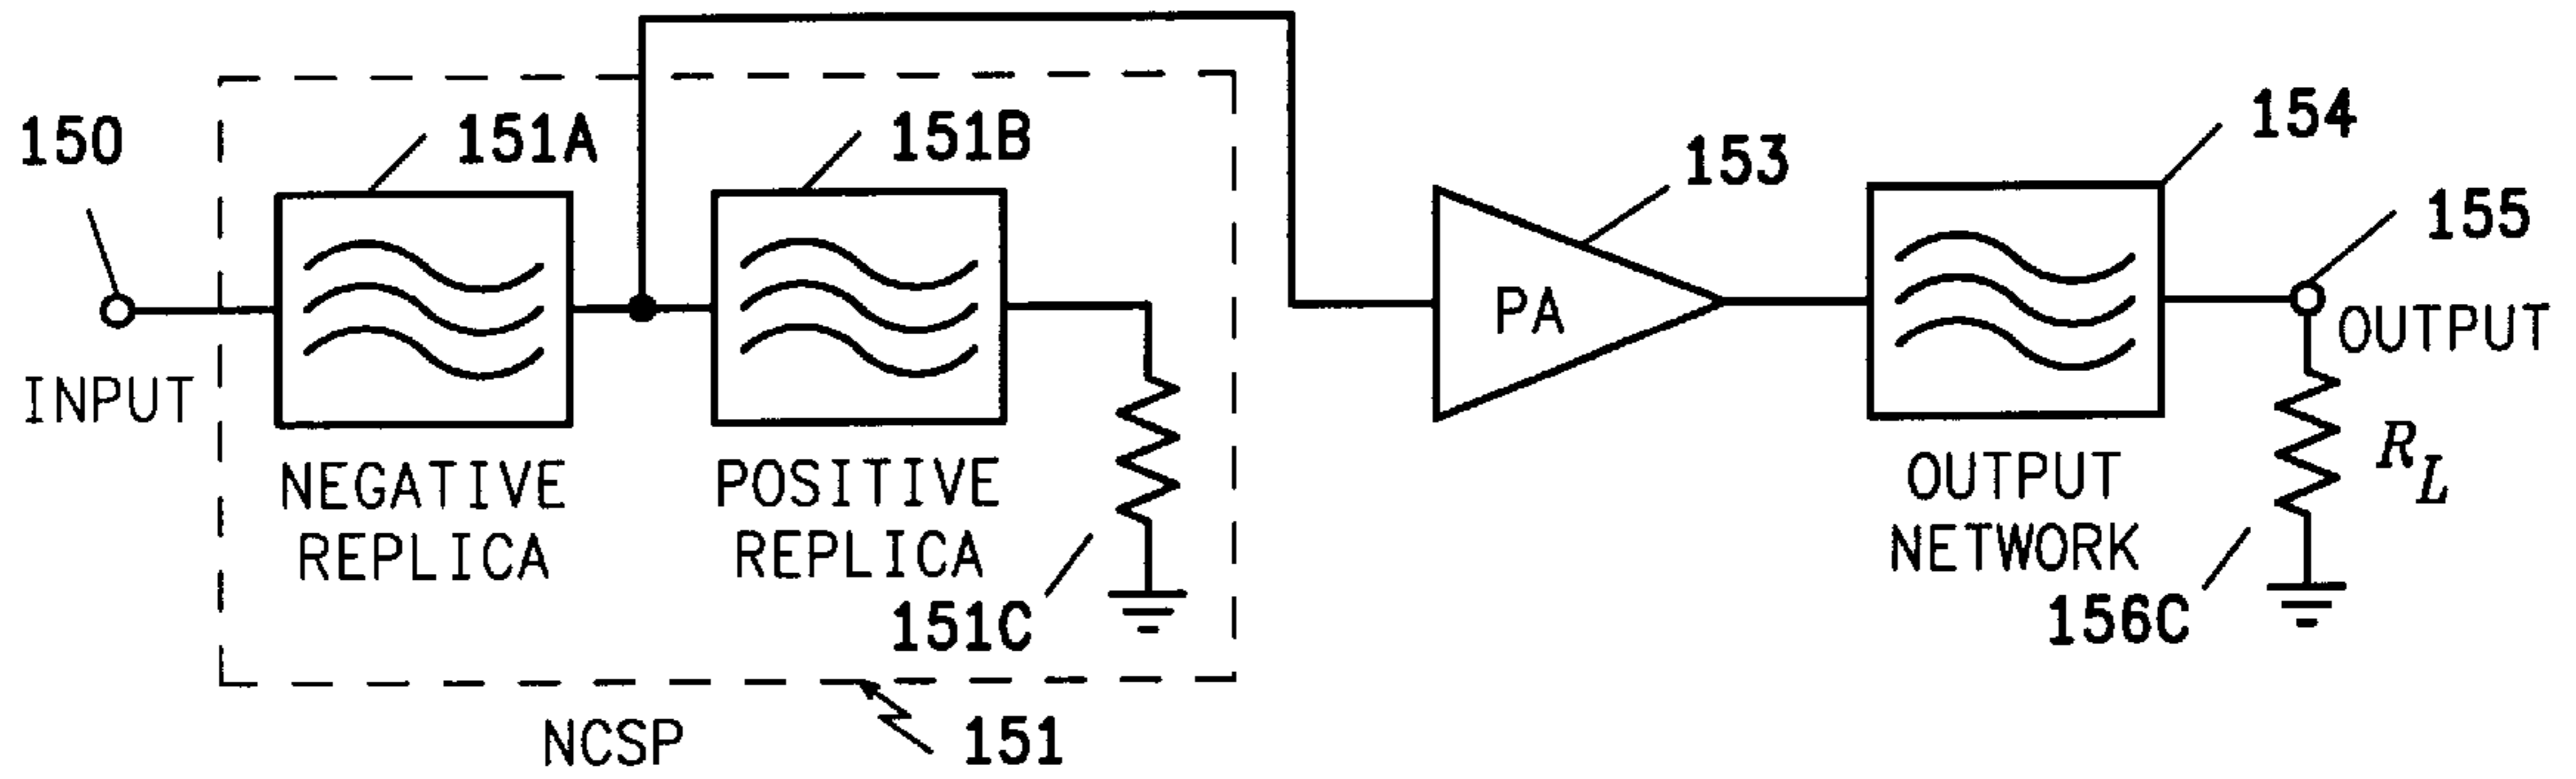 150
INPUT
151A
NEGATIVE
REPLICA
151B
POSITIVE
REPLICA
151C
NCSP
151
153
PA
154
OUTPUT
NETWORK
155
OUTPUT
R_L
156C